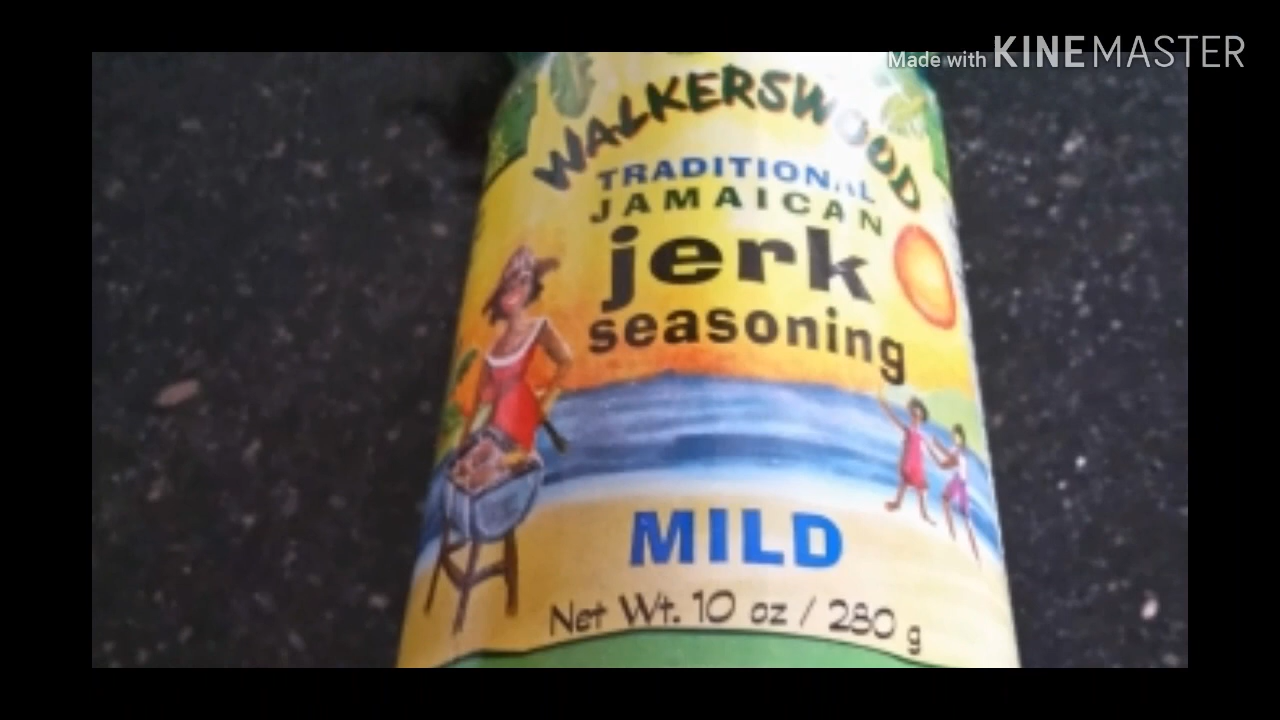 Made with KINEMASTER
WALKERSWOOD
TRADITIONAL
JAMAICAN
jerk
seasoning
MILD
Net Wt. 10 oz / 280 g